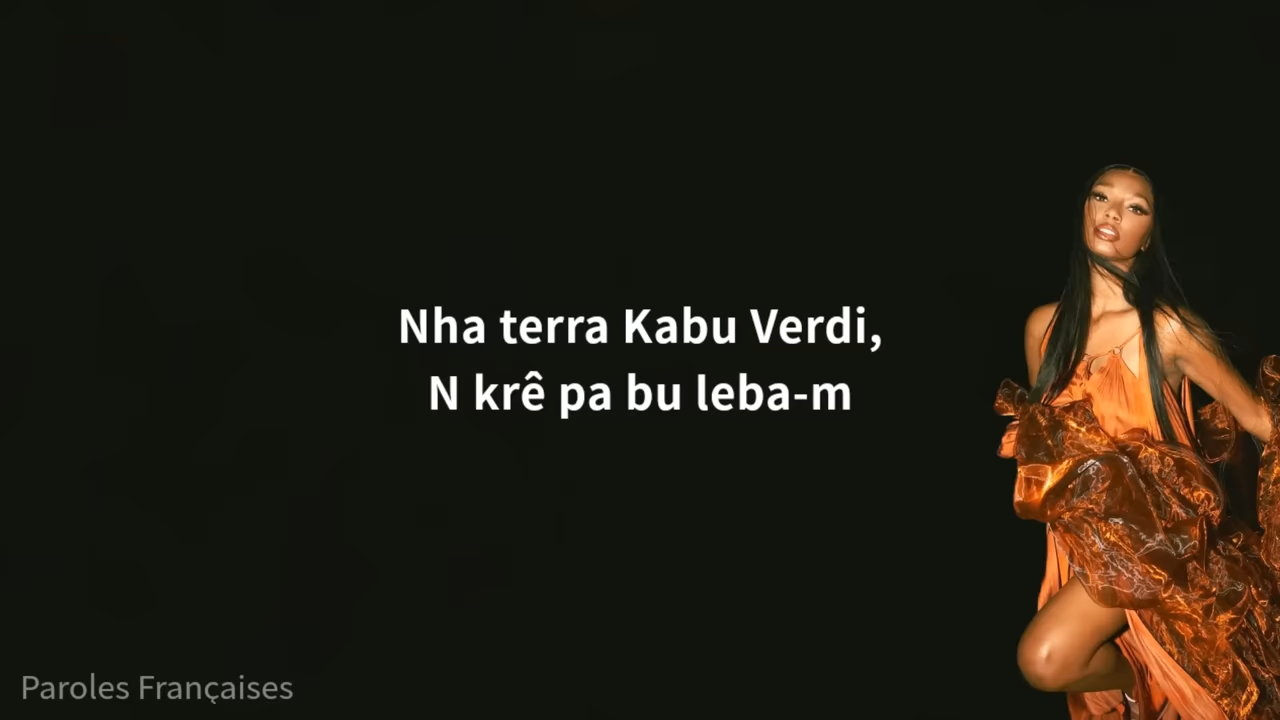 Nha terra Kabu Verdi,
N krê pa bu leba-m
Paroles Françaises